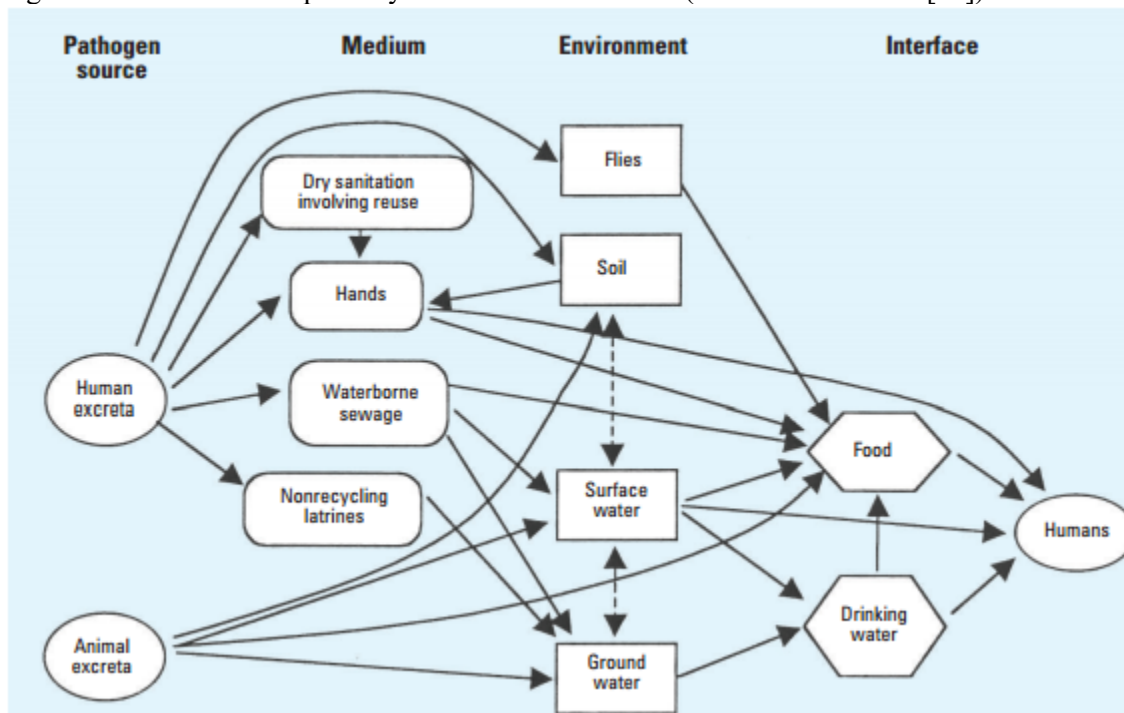 Pathogen
source
Medium
Environment
Interface
Flies
Dry sanitation
involving reuse
Soil
Hands
Human
excreta
Waterborne
sewage
Food
Nonrecycling
latrines
Surface
water
Humans
Animal
excreta
Drinking
water
Ground
water